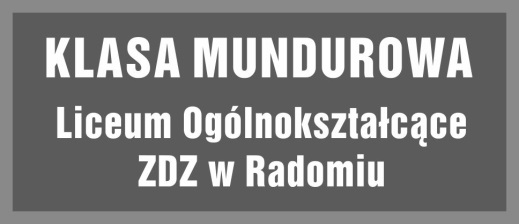 KLASA MUNDUROWA
Liceum Ogólnokształcące
ZDZ w Radomiu